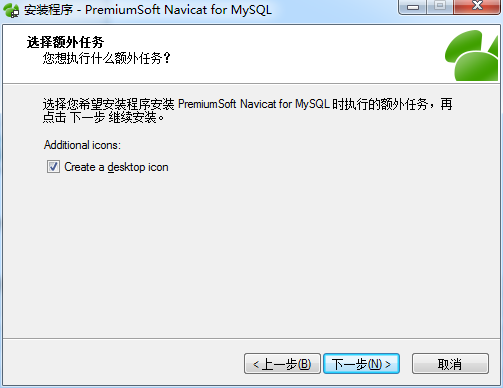 安装程序 - PremiumSoft Navicat for MySQL
选择额外任务
您想执行什么额外任务？
选择您希望安装程序安装 PremiumSoft Navicat for MySQL 时执行的额外任务，再
点击 下一步 继续安装。
Additional icons:
Create a desktop icon
< 上一步(B) 下一步(N) > 取消